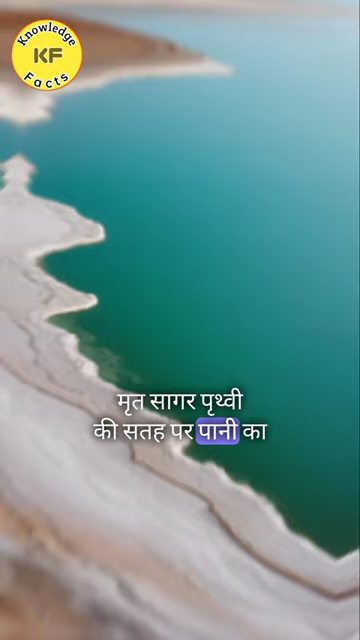 Knowledge
KF
Facts
मृत सागर पृथ्वी
की सतह पर पानी का